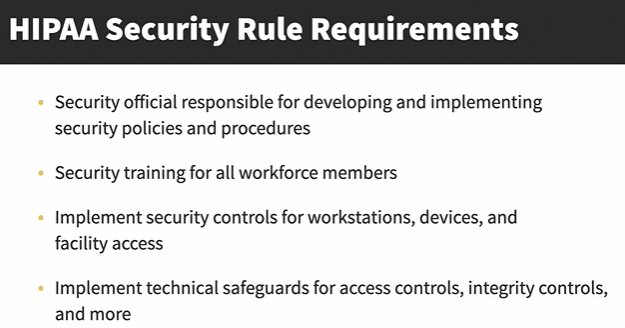 HIPAA Security Rule Requirements
• Security official responsible for developing and implementing
security policies and procedures
• Security training for all workforce members
• Implement security controls for workstations, devices, and
facility access
• Implement technical safeguards for access controls, integrity controls,
and more